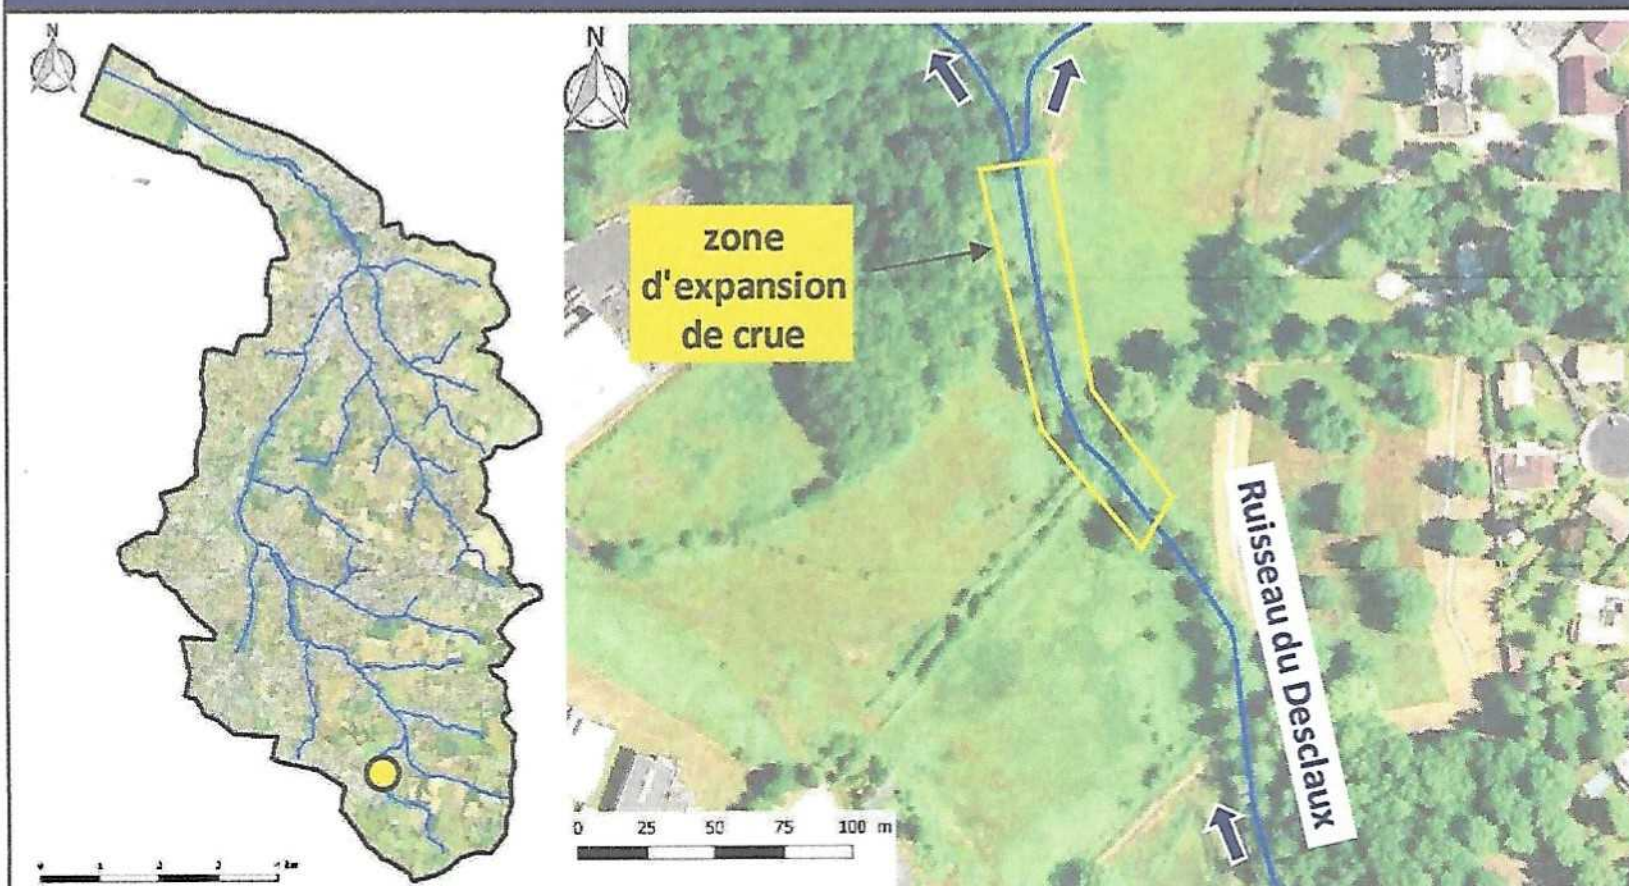 N
N
zone
d'expansion
de crue
Ruisseau du Desclaux
0 25 50 75 100 m